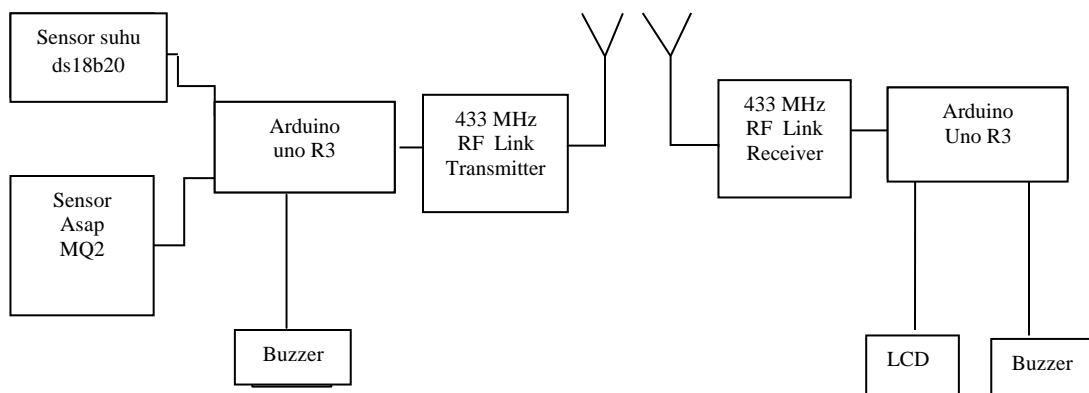 Sensor suhu
ds18b20
Arduino
uno R3
433 MHz
RF Link
Transmitter
433 MHz
RF Link
Receiver
Arduino
Uno R3
Sensor
Asap
MQ2
Buzzer
LCD
Buzzer